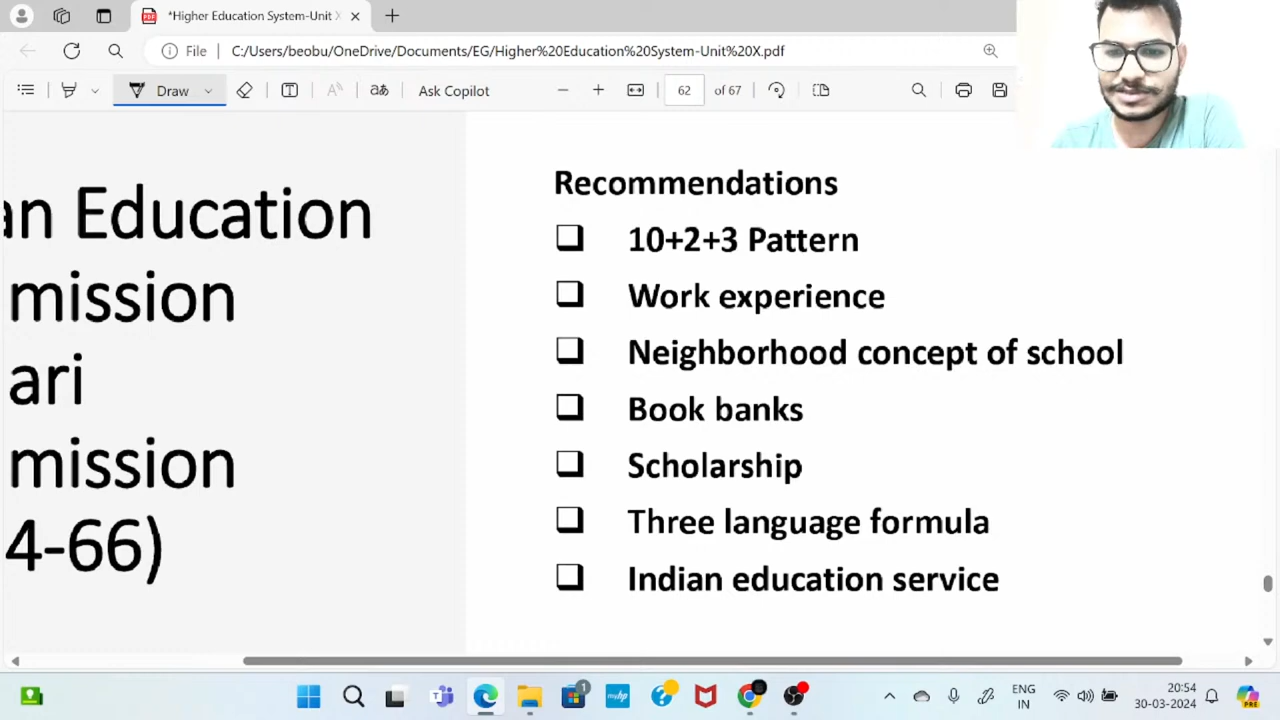 *Higher Education System-Unit X
File
C:/Users/beobu/OneDrive/Documents/EG/Higher%20Education%20System-Unit%20X.pdf
Draw
Ask Copilot
62
of 67
an Education
mission
ari
mission
4-66)
Recommendations
10+2+3 Pattern
Work experience
Neighborhood concept of school
Book banks
Scholarship
Three language formula
Indian education service
ENG
IN
20:54
30-03-2024